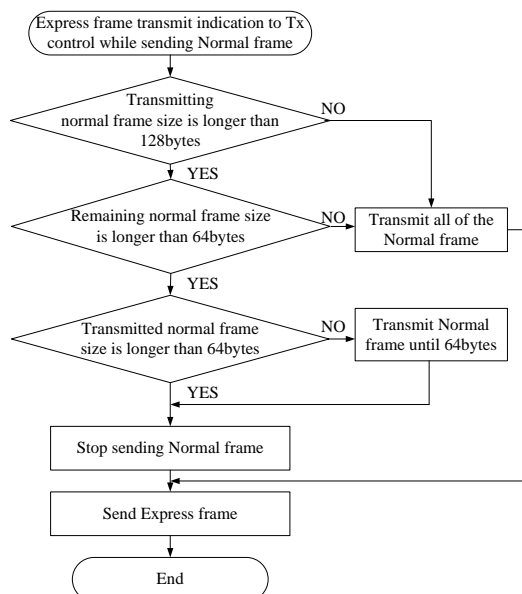 Express frame transmit indication to Tx
control while sending Normal frame
Transmitting
normal frame size is longer than
128bytes
NO
YES
Remaining normal frame size
is longer than 64bytes
NO
Transmit all of the
Normal frame
YES
Transmitted normal frame
size is longer than 64bytes
NO
Transmit Normal
frame until 64bytes
YES
Stop sending Normal frame
Send Express frame
End